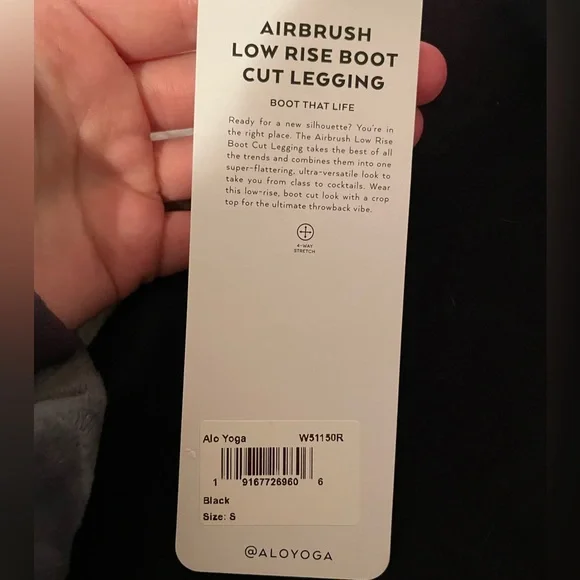 AIRBRUSH
LOW RISE BOOT
CUT LEGGING
BOOT THAT LIFE
Ready for a new silhouette? You're in
the right place. The Airbrush Low Rise
Boot Cut Legging takes the best of all
the trends and combines them into one
super-flattering, ultra-versatile look to
take you from class to cocktails. Wear
this low-rise, boot cut look with a crop
top for the ultimate throwback vibe.
4-WAY
STRETCH
Alo Yoga W51150R
1 9167726960 6
Black
Size: S
@ALOYOGA